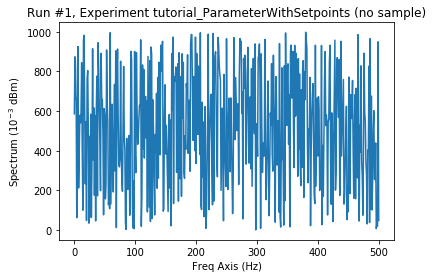 Run #1, Experiment tutorial_ParameterWithSetpoints (no sample)
1000
800
600
400
200
0
Spectrum (10⁻³ dBm)
0 100 200 300 400 500
Freq Axis (Hz)